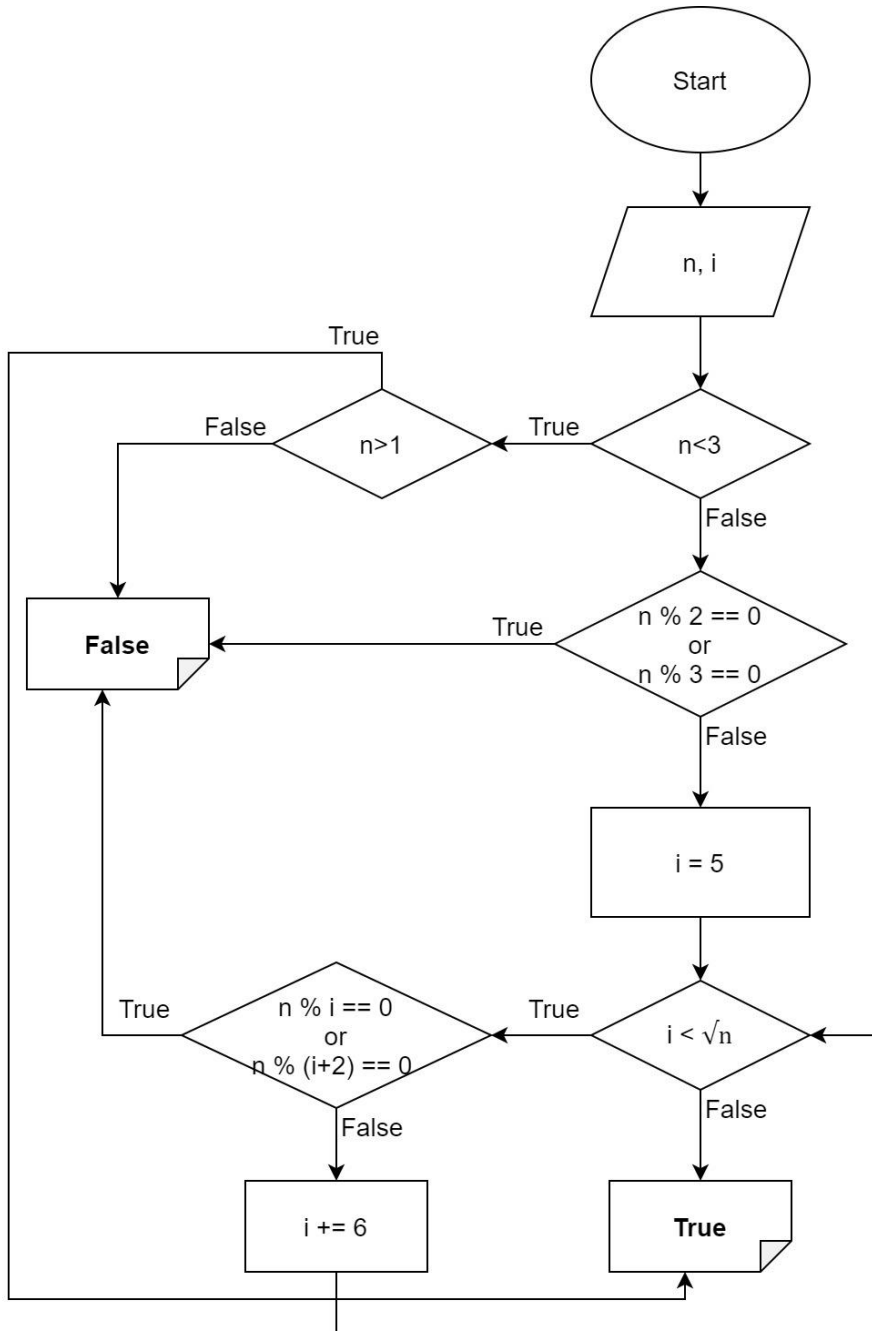 Start
n, i
True
False
n>1
True
n<3
False
False
True
n % 2 == 0
or
n % 3 == 0
False
i = 5
True
n % i == 0
or
n % (i+2) == 0
True
i < √n
False
False
i += 6
True